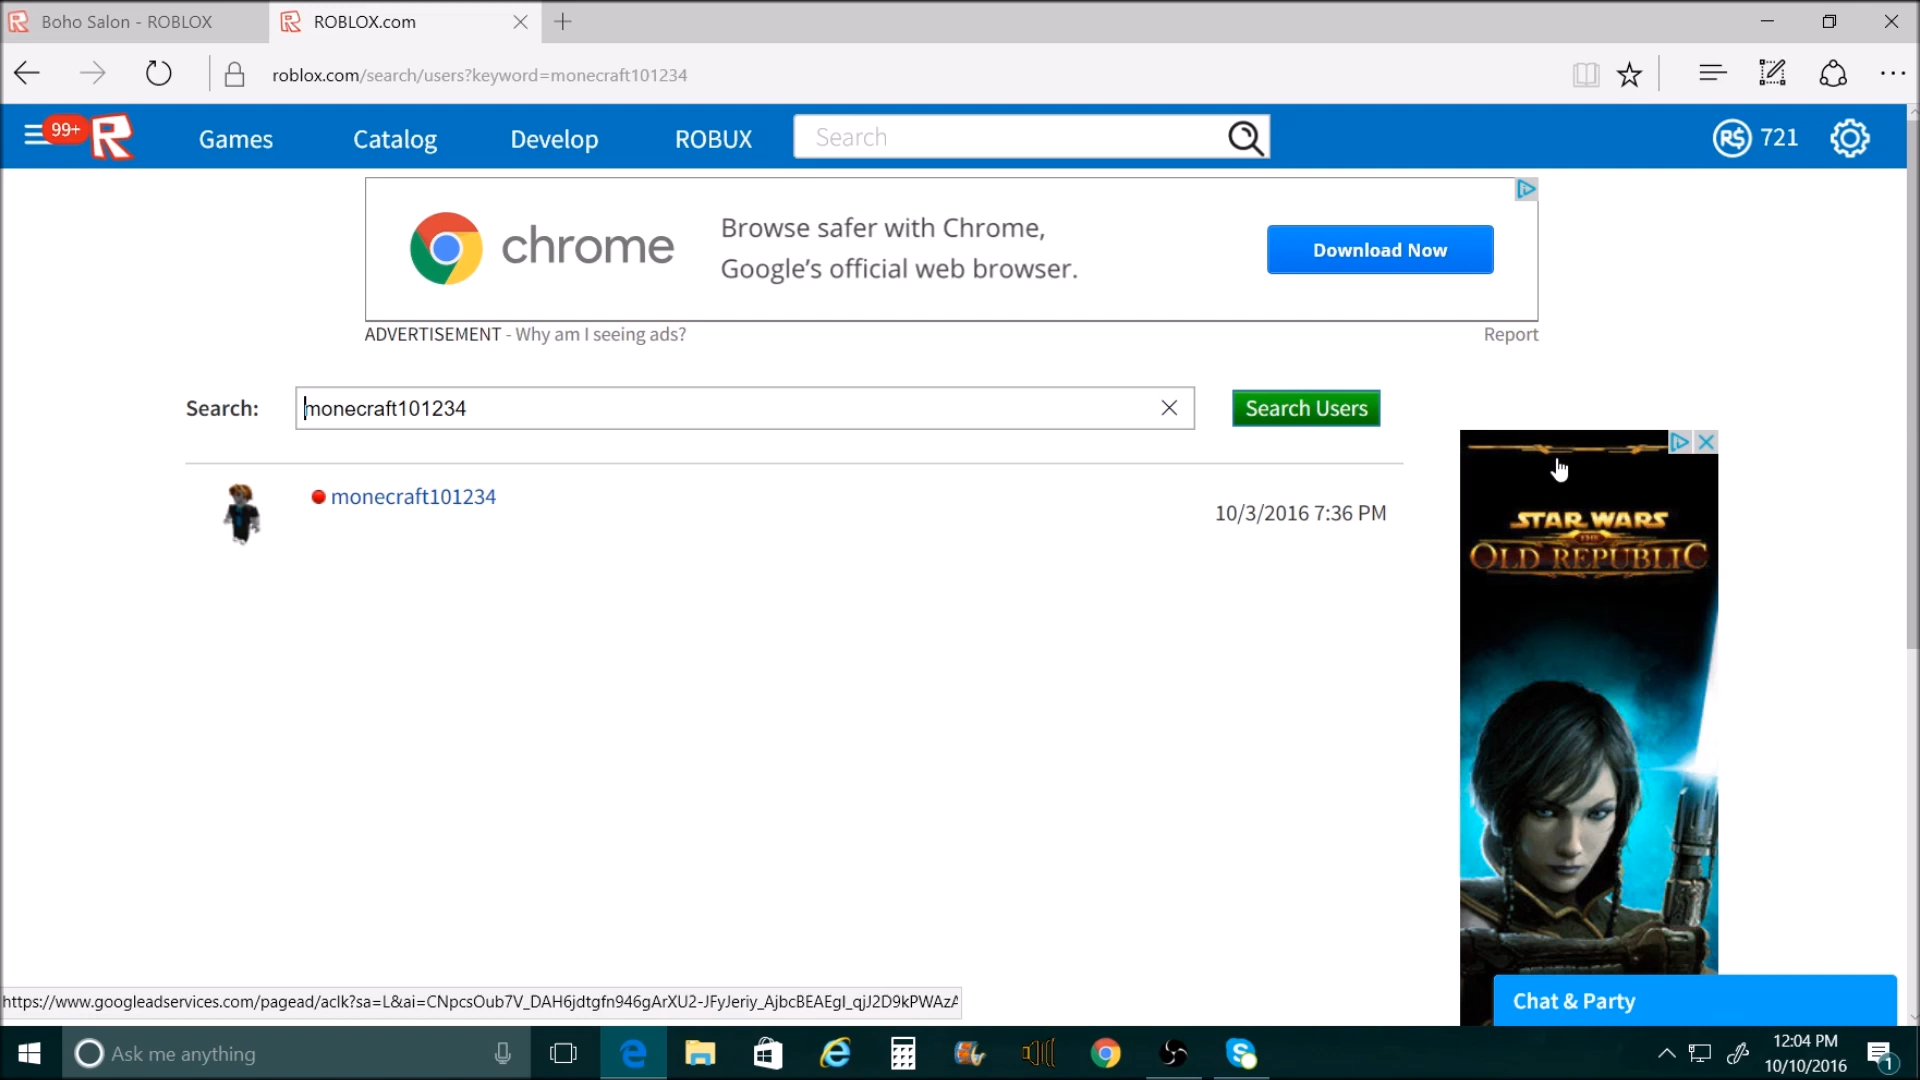 Boho Salon - ROBLOX
ROBLOX.com
roblox.com/search/users?keyword=monecraft101234
99+
Games
Catalog
Develop
ROBUX
Search
R$ 721
chrome
Browse safer with Chrome,
Google's official web browser.
Download Now
ADVERTISEMENT - Why am I seeing ads?
Report
Search:
monecraft101234
Search Users
monecraft101234
10/3/2016 7:36 PM
STAR WARS
THE
OLD REPUBLIC
https://www.googleadservices.com/pagead/aclk?sa=L&ai=CNpcsOub7V_DAH6jdtgfn946gArXU2-JFyJeriy_AjbcBEAEgI_qjJ2D9kPWAzA
Chat & Party
Ask me anything
12:04 PM
10/10/2016
1